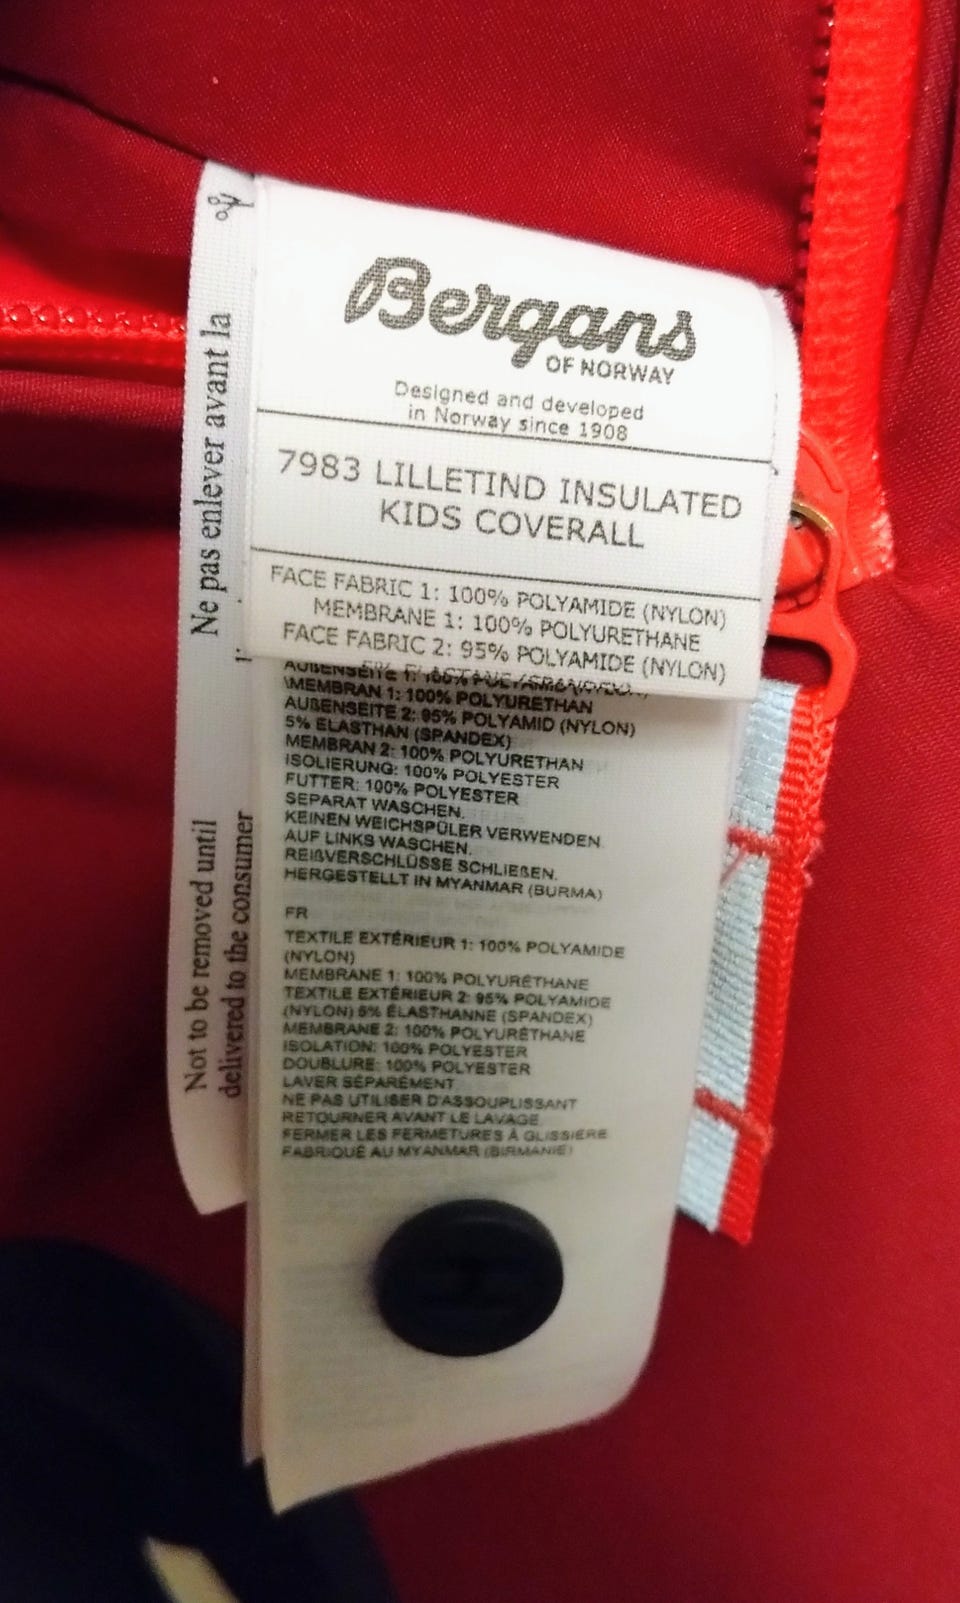 Bergans
OF NORWAY
Designed and developed
in Norway since 1908
7983 LILLETIND INSULATED
KIDS COVERALL
FACE FABRIC 1: 100% POLYAMIDE (NYLON)
MEMBRANE 1: 100% POLYURETHANE
FACE FABRIC 2: 95% POLYAMIDE (NYLON)
AUßENSEITE 1: 100%
MEMBRAN 1: 100% POLYURETHAN
AUßENSEITE 2: 95% POLYAMID (NYLON)
5% ELASTHAN (SPANDEX)
MEMBRAN 2: 100% POLYURETHAN
ISOLIERUNG: 100% POLYESTER
FUTTER: 100% POLYESTER
SEPARAT WASCHEN.
KEINEN WEICHSPÜLER VERWENDEN.
AUF LINKS WASCHEN.
REIßVERSCHLÜSSE SCHLIEßEN.
HERGESTELLT IN MYANMAR (BURMA)
FR
TEXTILE EXTÉRIEUR 1: 100% POLYAMIDE
(NYLON)
MEMBRANE 1: 100% POLYURÉTHANE
TEXTILE EXTÉRIEUR 2: 95% POLYAMIDE
(NYLON) 5% ÉLASTHANNE (SPANDEX)
MEMBRANE 2: 100% POLYURÉTHANE
ISOLATION: 100% POLYESTER
DOUBLURE: 100% POLYESTER
LAVER SÉPARÉMENT
NE PAS UTILISER D'ASSOUPLISSANT
RETOURNER AVANT LE LAVAGE.
FERMER LES FERMETURES À GLISSIÈRE
FABRIQUÉ AU MYANMAR (BIRMANIE)
Ne pas enlever avant la
Not to be removed until
delivered to the consumer